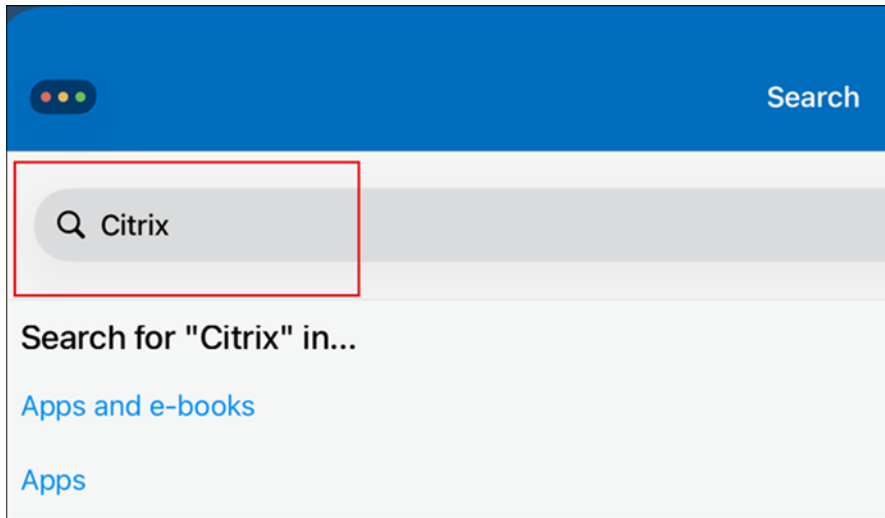 Search
Citrix
Search for "Citrix" in...
Apps and e-books
Apps